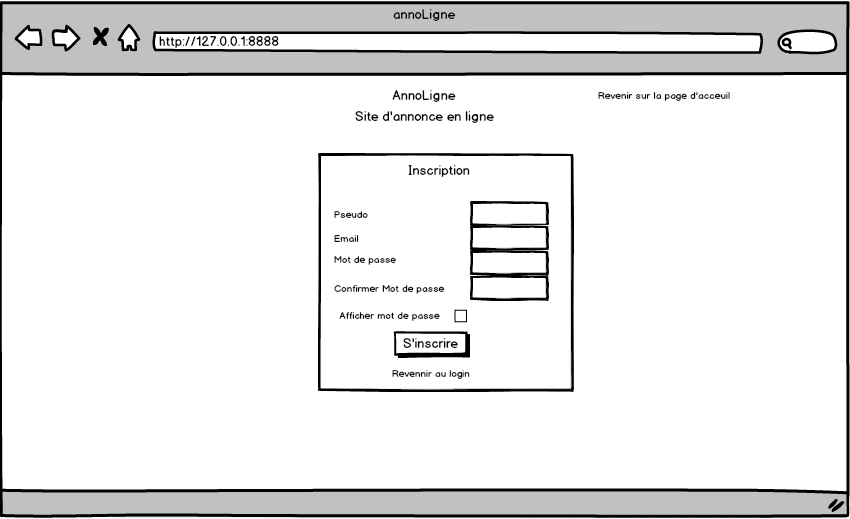 annoLigne
http://127.0.0.1:8888
AnnoLigne
Revenir sur la page d'acceuil
Site d'annonce en ligne
Inscription
Pseudo
Email
Mot de passe
Confirmer Mot de passe
Afficher mot de passe
S'inscrire
Revennir au login